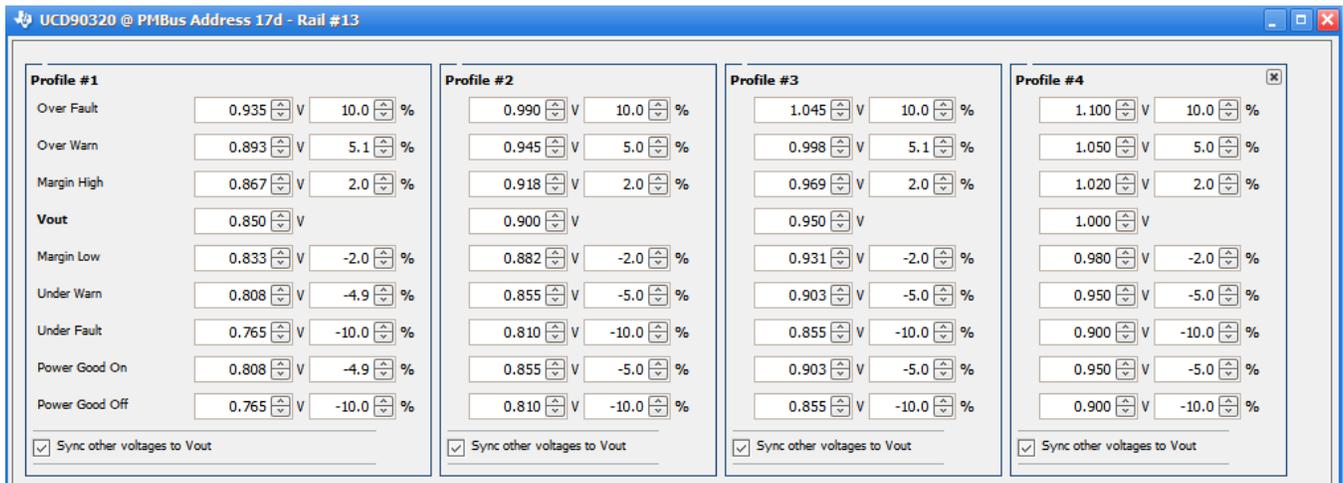 UCD90320 @ PMBus Address 17d - Rail #13
Profile #1 Profile #2 Profile #3 Profile #4
Over Fault 0.935 V 10.0 % 0.990 V 10.0 % 1.045 V 10.0 % 1.100 V 10.0 %
Over Warn 0.893 V 5.1 % 0.945 V 5.0 % 0.998 V 5.1 % 1.050 V 5.0 %
Margin High 0.867 V 2.0 % 0.918 V 2.0 % 0.969 V 2.0 % 1.020 V 2.0 %
Vout 0.850 V 0.900 V 0.950 V 1.000 V
Margin Low 0.833 V -2.0 % 0.882 V -2.0 % 0.931 V -2.0 % 0.980 V -2.0 %
Under Warn 0.808 V -4.9 % 0.855 V -5.0 % 0.903 V -5.0 % 0.950 V -5.0 %
Under Fault 0.765 V -10.0 % 0.810 V -10.0 % 0.855 V -10.0 % 0.900 V -10.0 %
Power Good On 0.808 V -4.9 % 0.855 V -5.0 % 0.903 V -5.0 % 0.950 V -5.0 %
Power Good Off 0.765 V -10.0 % 0.810 V -10.0 % 0.855 V -10.0 % 0.900 V -10.0 %
Sync other voltages to Vout Sync other voltages to Vout Sync other voltages to Vout Sync other voltages to Vout